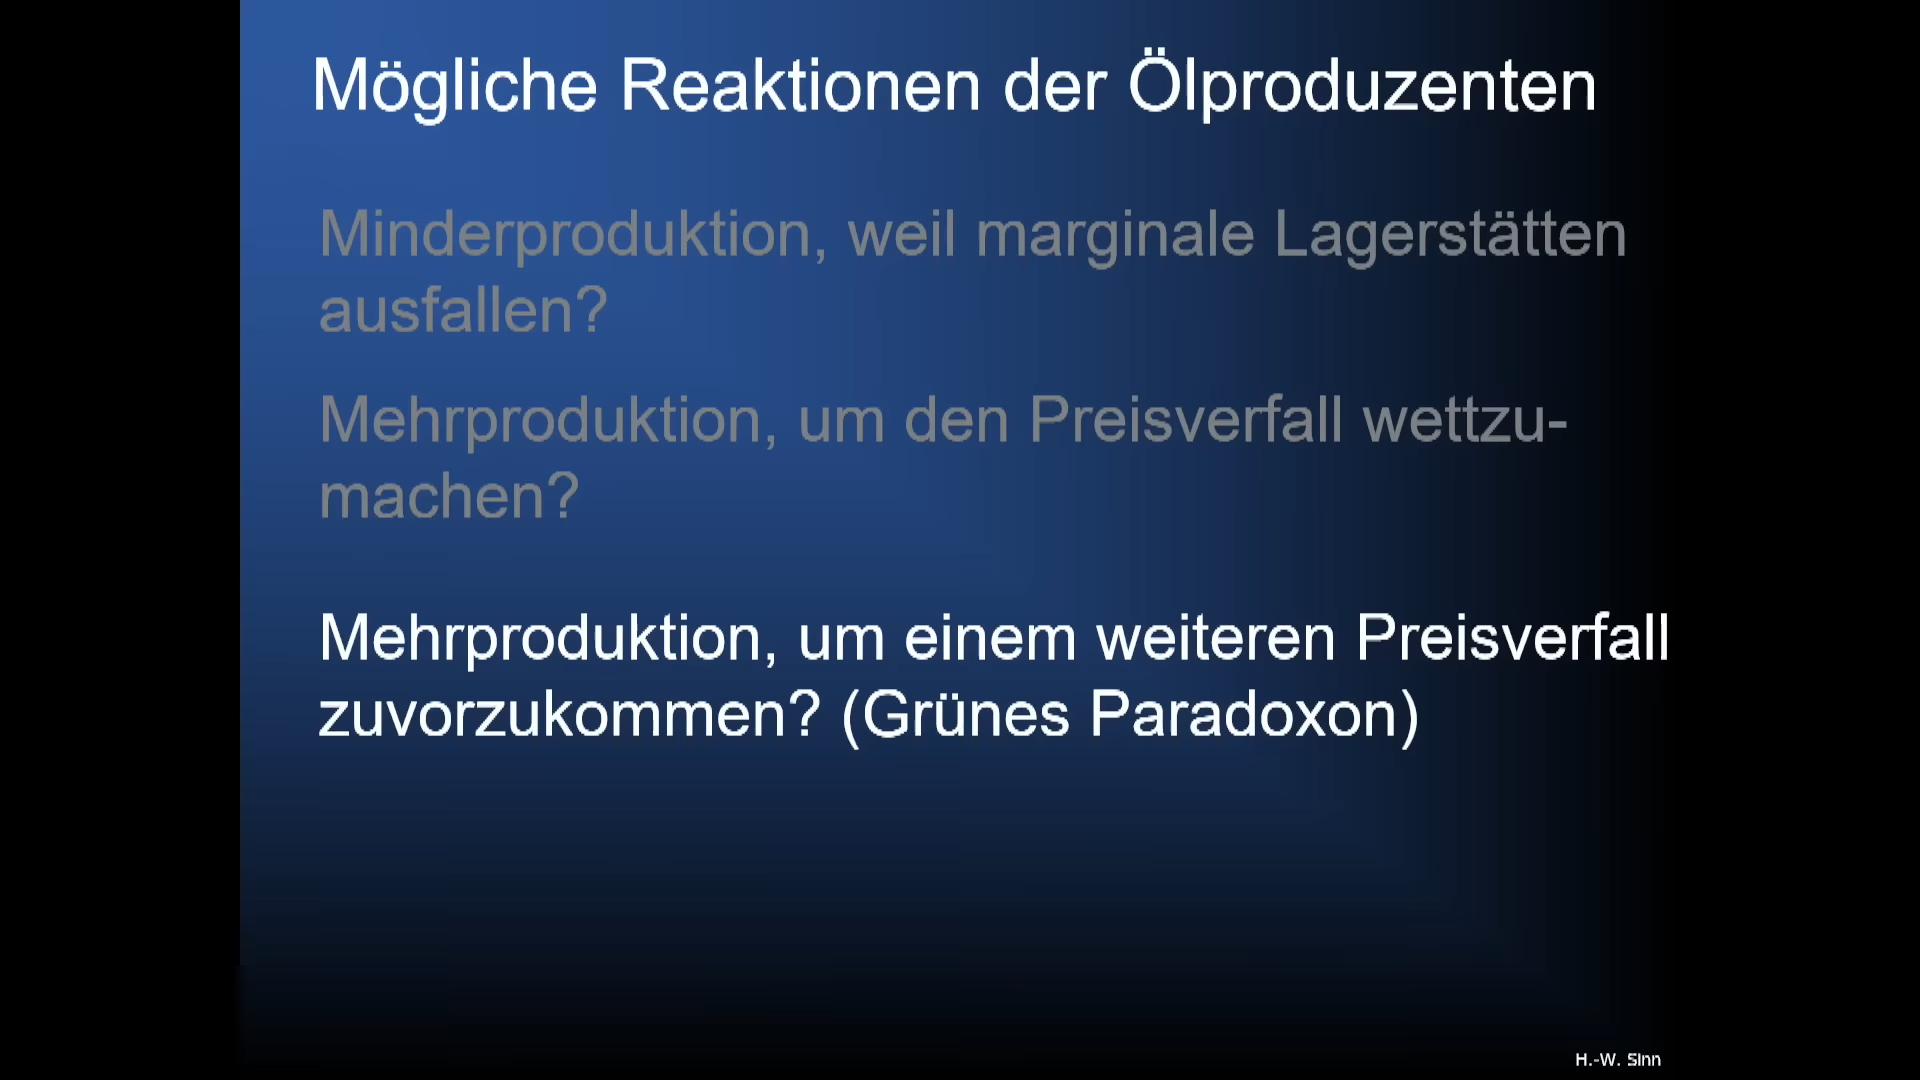 Mögliche Reaktionen der Ölproduzenten
Minderproduktion, weil marginale Lagerstätten
ausfallen?
Mehrproduktion, um den Preisverfall wettzu-
machen?
Mehrproduktion, um einem weiteren Preisverfall
zuvorzukommen? (Grünes Paradoxon)
H.-W. Sinn